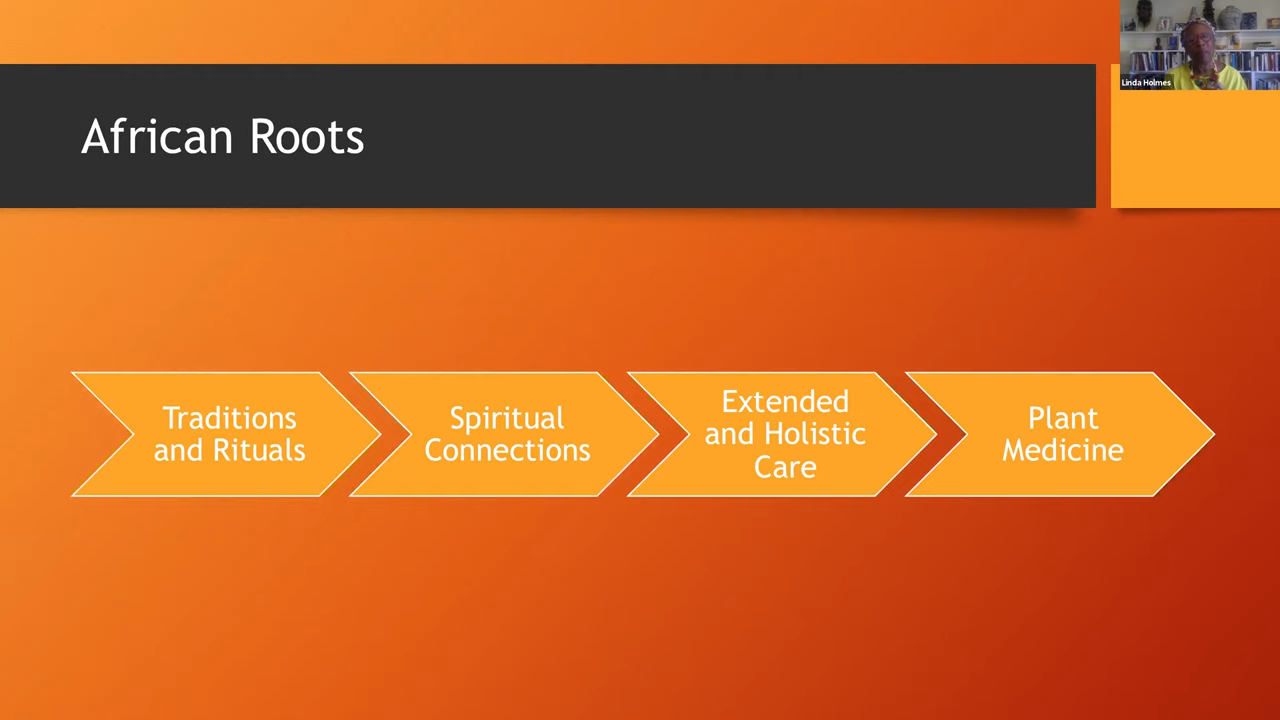 Linda Holmes
African Roots
Traditions
and Rituals
Spiritual
Connections
Extended
and Holistic
Care
Plant
Medicine